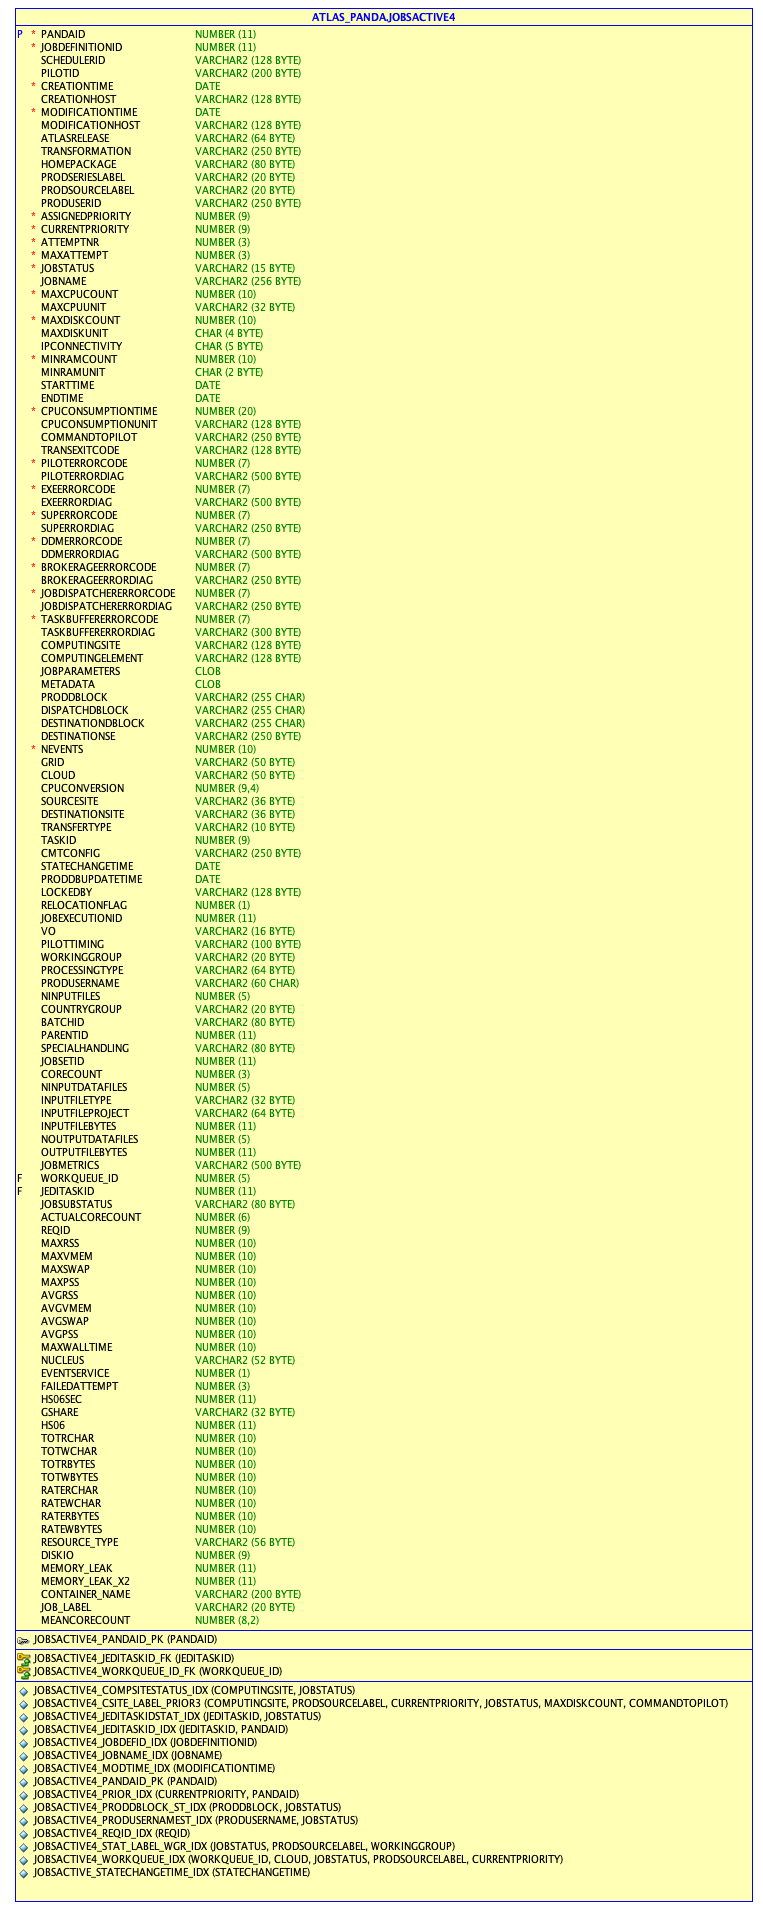 ATLAS_PANDA.JOBSACTIVE4
P * PANDAID NUMBER (11)
* JOBDEFINITIONID NUMBER (11)
SCHEDULERID VARCHAR2 (128 BYTE)
PILOTID VARCHAR2 (200 BYTE)
* CREATIONTIME DATE
CREATIONHOST VARCHAR2 (128 BYTE)
* MODIFICATIONTIME DATE
MODIFICATIONHOST VARCHAR2 (128 BYTE)
ATLASRELEASE VARCHAR2 (64 BYTE)
TRANSFORMATION VARCHAR2 (250 BYTE)
HOMEPACKAGE VARCHAR2 (80 BYTE)
PRODSERIESLABEL VARCHAR2 (20 BYTE)
PRODSOURCELABEL VARCHAR2 (20 BYTE)
PRODUSERID VARCHAR2 (250 BYTE)
* ASSIGNEDPRIORITY NUMBER (9)
* CURRENTPRIORITY NUMBER (9)
* ATTEMPTNR NUMBER (3)
* MAXATTEMPT NUMBER (3)
* JOBSTATUS VARCHAR2 (15 BYTE)
JOBNAME VARCHAR2 (256 BYTE)
* MAXCPUCOUNT NUMBER (10)
MAXCPUUNIT VARCHAR2 (32 BYTE)
* MAXDISKCOUNT NUMBER (10)
MAXDISKUNIT CHAR (4 BYTE)
IPCONNECTIVITY CHAR (5 BYTE)
* MINRAMCOUNT NUMBER (10)
MINRAMUNIT CHAR (2 BYTE)
STARTTIME DATE
ENDTIME DATE
* CPUCONSUMPTIONTIME NUMBER (20)
CPUCONSUMPTIONUNIT VARCHAR2 (128 BYTE)
COMMANDTOPILOT VARCHAR2 (250 BYTE)
TRANSEXITCODE VARCHAR2 (128 BYTE)
* PILOTERRORCODE NUMBER (7)
PILOTERRORDIAG VARCHAR2 (500 BYTE)
* EXEERRORCODE NUMBER (7)
EXEERRORDIAG VARCHAR2 (500 BYTE)
* SUPERRORCODE NUMBER (7)
SUPERRORDIAG VARCHAR2 (250 BYTE)
* DDMERRORCODE NUMBER (7)
DDMERRORDIAG VARCHAR2 (500 BYTE)
* BROKERAGEERRORCODE NUMBER (7)
BROKERAGEERRORDIAG VARCHAR2 (250 BYTE)
* JOBDISPATCHERERRORCODE NUMBER (7)
JOBDISPATCHERERRORDIAG VARCHAR2 (250 BYTE)
* TASKBUFFERERRORCODE NUMBER (7)
TASKBUFFERERRORDIAG VARCHAR2 (300 BYTE)
COMPUTINGSITE VARCHAR2 (128 BYTE)
COMPUTINGELEMENT VARCHAR2 (128 BYTE)
JOBPARAMETERS CLOB
METADATA CLOB
PRODDBLOCK VARCHAR2 (255 CHAR)
DISPATCHDBLOCK VARCHAR2 (255 CHAR)
DESTINATIONDBLOCK VARCHAR2 (255 CHAR)
DESTINATIONSE VARCHAR2 (250 BYTE)
* NEVENTS NUMBER (10)
GRID VARCHAR2 (50 BYTE)
CLOUD VARCHAR2 (50 BYTE)
CPUCONVERSION NUMBER (9,4)
SOURCESITE VARCHAR2 (36 BYTE)
DESTINATIONSITE VARCHAR2 (36 BYTE)
TRANSFERTYPE VARCHAR2 (10 BYTE)
TASKID NUMBER (9)
CMTCONFIG VARCHAR2 (250 BYTE)
STATECHANGETIME DATE
PRODDBUPDATETIME DATE
LOCKEDBY VARCHAR2 (128 BYTE)
RELOCATIONFLAG NUMBER (1)
JOBEXECUTIONID NUMBER (11)
VO VARCHAR2 (16 BYTE)
PILOTTIMING VARCHAR2 (100 BYTE)
WORKINGGROUP VARCHAR2 (20 BYTE)
PROCESSINGTYPE VARCHAR2 (64 BYTE)
PRODUSERNAME VARCHAR2 (60 CHAR)
NINPUTFILES NUMBER (5)
COUNTRYGROUP VARCHAR2 (20 BYTE)
BATCHID VARCHAR2 (80 BYTE)
PARENTID NUMBER (11)
SPECIALHANDLING VARCHAR2 (80 BYTE)
JOBSETID NUMBER (11)
CORECOUNT NUMBER (3)
NINPUTDATAFILES NUMBER (5)
INPUTFILETYPE VARCHAR2 (32 BYTE)
INPUTFILEPROJECT VARCHAR2 (64 BYTE)
INPUTFILEBYTES NUMBER (11)
NOUTPUTDATAFILES NUMBER (5)
OUTPUTFILEBYTES NUMBER (11)
JOBMETRICS VARCHAR2 (500 BYTE)
F WORKQUEUE_ID NUMBER (5)
F JEDITASKID NUMBER (11)
JOBSUBSTATUS VARCHAR2 (80 BYTE)
ACTUALCORECOUNT NUMBER (6)
REQID NUMBER (9)
MAXRSS NUMBER (10)
MAXVMEM NUMBER (10)
MAXSWAP NUMBER (10)
MAXPSS NUMBER (10)
AVGRSS NUMBER (10)
AVGVMEM NUMBER (10)
AVGSWAP NUMBER (10)
AVGPSS NUMBER (10)
MAXWALLTIME NUMBER (10)
NUCLEUS VARCHAR2 (52 BYTE)
EVENTSERVICE NUMBER (1)
FAILEDATTEMPT NUMBER (3)
HS06SEC NUMBER (11)
GSHARE VARCHAR2 (32 BYTE)
HS06 NUMBER (11)
TOTRCHAR NUMBER (10)
TOTWCHAR NUMBER (10)
TOTRBYTES NUMBER (10)
TOTWBYTES NUMBER (10)
RATERCHAR NUMBER (10)
RATEWCHAR NUMBER (10)
RATERBYTES NUMBER (10)
RATEWBYTES NUMBER (10)
RESOURCE_TYPE VARCHAR2 (56 BYTE)
DISKIO NUMBER (9)
MEMORY_LEAK NUMBER (11)
MEMORY_LEAK_X2 NUMBER (11)
CONTAINER_NAME VARCHAR2 (200 BYTE)
JOB_LABEL VARCHAR2 (20 BYTE)
MEANCORECOUNT NUMBER (8,2)
JOBSACTIVE4_PANDAID_PK (PANDAID)
JOBSACTIVE4_JEDITASKID_FK (JEDITASKID)
JOBSACTIVE4_WORKQUEUE_ID_FK (WORKQUEUE_ID)
JOBSACTIVE4_COMPSITESTATUS_IDX (COMPUTINGSITE, JOBSTATUS)
JOBSACTIVE4_CSITE_LABEL_PRIOR3 (COMPUTINGSITE, PRODSOURCELABEL, CURRENTPRIORITY, JOBSTATUS, MAXDISKCOUNT, COMMANDTOPILOT)
JOBSACTIVE4_JEDITASKIDSTAT_IDX (JEDITASKID, JOBSTATUS)
JOBSACTIVE4_JEDITASKID_IDX (JEDITASKID, PANDAID)
JOBSACTIVE4_JOBDEFID_IDX (JOBDEFINITIONID)
JOBSACTIVE4_JOBNAME_IDX (JOBNAME)
JOBSACTIVE4_MODTIME_IDX (MODIFICATIONTIME)
JOBSACTIVE4_PANDAID_PK (PANDAID)
JOBSACTIVE4_PRIOR_IDX (CURRENTPRIORITY, PANDAID)
JOBSACTIVE4_PRODDBLOCK_ST_IDX (PRODDBLOCK, JOBSTATUS)
JOBSACTIVE4_PRODUSERNAMEST_IDX (PRODUSERNAME, JOBSTATUS)
JOBSACTIVE4_REQID_IDX (REQID)
JOBSACTIVE4_STAT_LABEL_WGR_IDX (JOBSTATUS, PRODSOURCELABEL, WORKINGGROUP)
JOBSACTIVE4_WORKQUEUE_IDX (WORKQUEUE_ID, CLOUD, JOBSTATUS, PRODSOURCELABEL, CURRENTPRIORITY)
JOBSACTIVE_STATECHANGETIME_IDX (STATECHANGETIME)